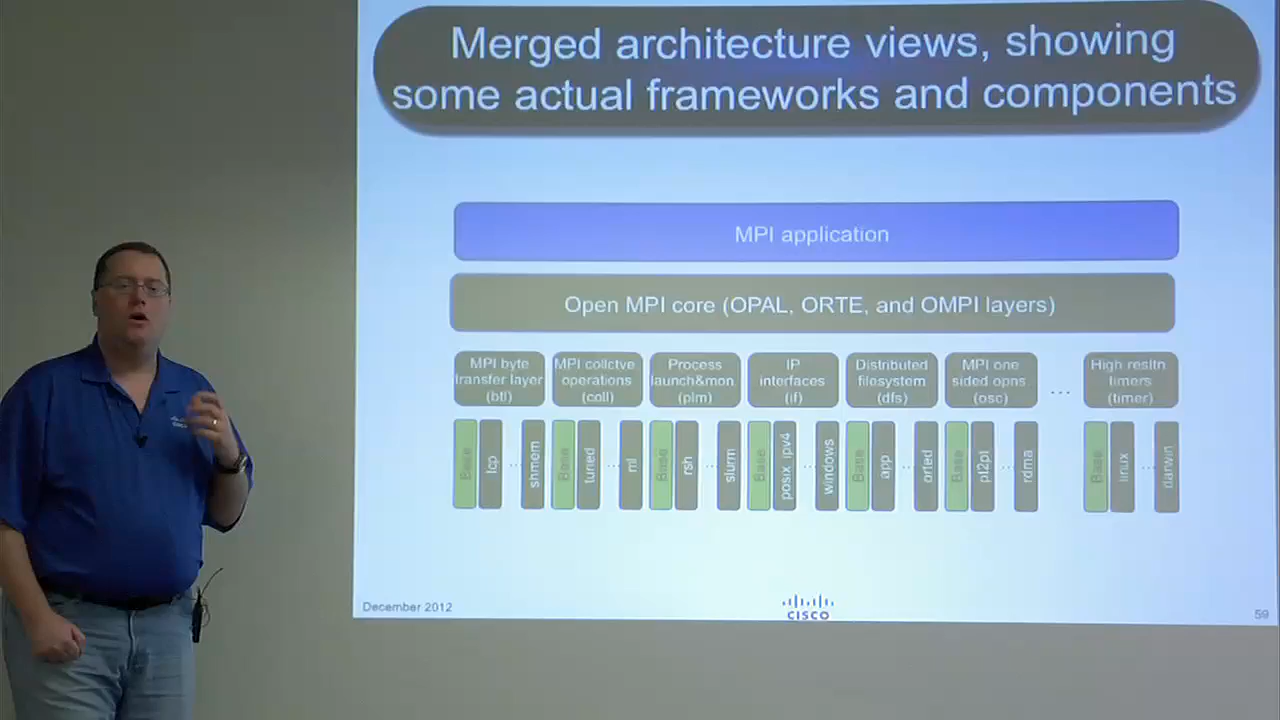 Merged architecture views, showing
some actual frameworks and components
MPI application
Open MPI core (OPAL, ORTE, and OMPI layers)
MPI byte
transfer layer
(btl)
MPI collctve
operations
(coll)
Process
launch&mon
(plm)
IP
interfaces
(if)
Distributed
filesystem
(dfs)
MPI one
sided opns
(osc)
...
High resltn
timers
(timer)
Base
tcp
...
shmem
Base
tuned
...
ml
Base
rsh
...
slurm
Base
posix_ipv4
...
windows
Base
app
...
orted
Base
pt2pt
...
rdma
Base
linux
...
darwin
December 2012
CISCO
59